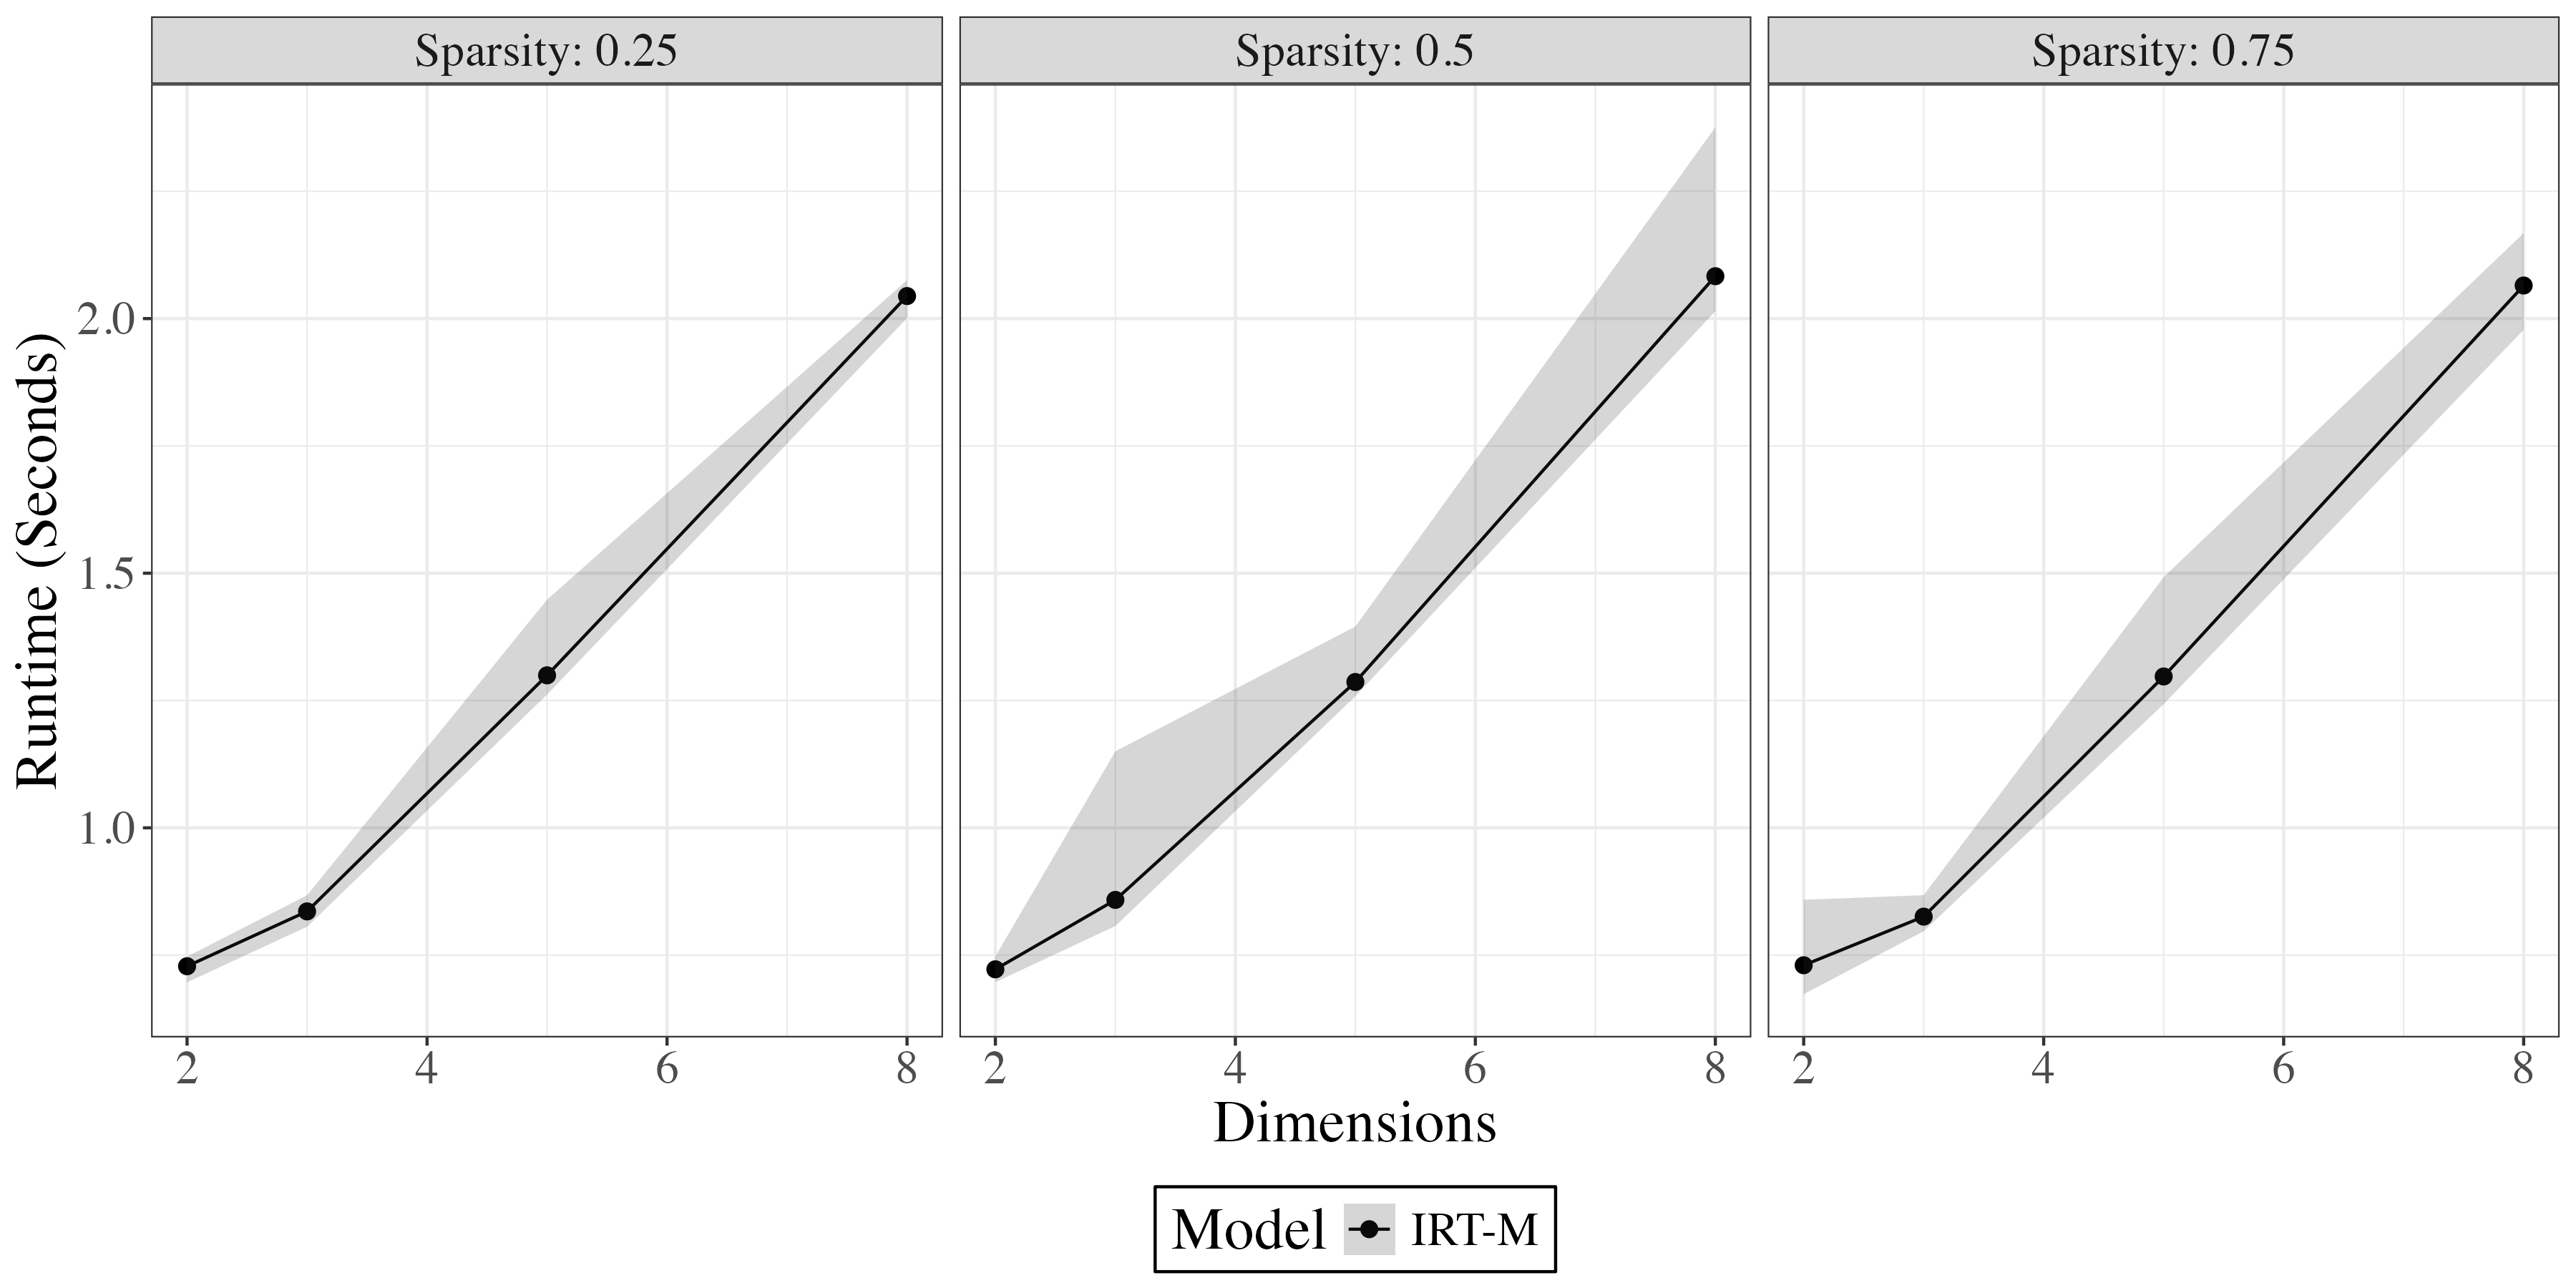 Sparsity: 0.25
Sparsity: 0.5
Sparsity: 0.75
Runtime (Seconds)
2.0
1.5
1.0
2 4 6 8
2 4 6 8
2 4 6 8
Dimensions
Model IRT-M